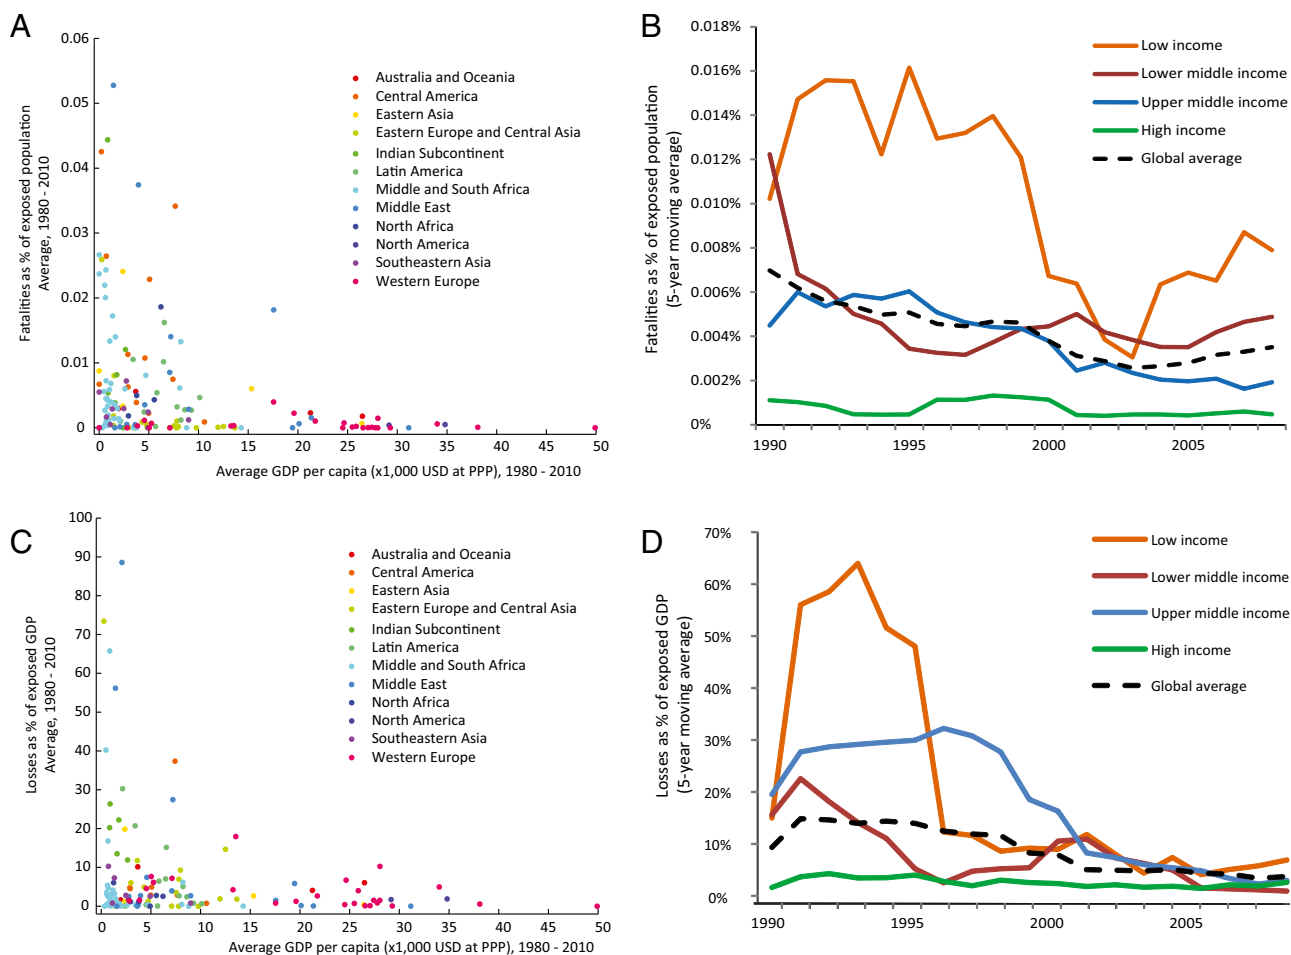 A
0.06
0.05
0.04
0.03
0.02
0.01
0
Fatalities as % of exposed population
Average, 1980 - 2010
Australia and Oceania
Central America
Eastern Asia
Eastern Europe and Central Asia
Indian Subcontinent
Latin America
Middle and South Africa
Middle East
North Africa
North America
Southeastern Asia
Western Europe
0 5 10 15 20 25 30 35 40 45 50
Average GDP per capita (x1,000 USD at PPP), 1980 - 2010
B
0.018%
0.016%
0.014%
0.012%
0.010%
0.008%
0.006%
0.004%
0.002%
0%
Fatalities as % of exposed population
(5-year moving average)
Low income
Lower middle income
Upper middle income
High income
Global average
1990 1995 2000 2005
C
100
90
80
70
60
50
40
30
20
10
0
Losses as % of exposed GDP
Average, 1980 - 2010
Australia and Oceania
Central America
Eastern Asia
Eastern Europe and Central Asia
Indian Subcontinent
Latin America
Middle and South Africa
Middle East
North Africa
North America
Southeastern Asia
Western Europe
0 5 10 15 20 25 30 35 40 45 50
Average GDP per capita (x1,000 USD at PPP), 1980 - 2010
D
70%
60%
50%
40%
30%
20%
10%
0%
Losses as % of exposed GDP
(5-year moving average)
Low income
Lower middle income
Upper middle income
High income
Global average
1990 1995 2000 2005